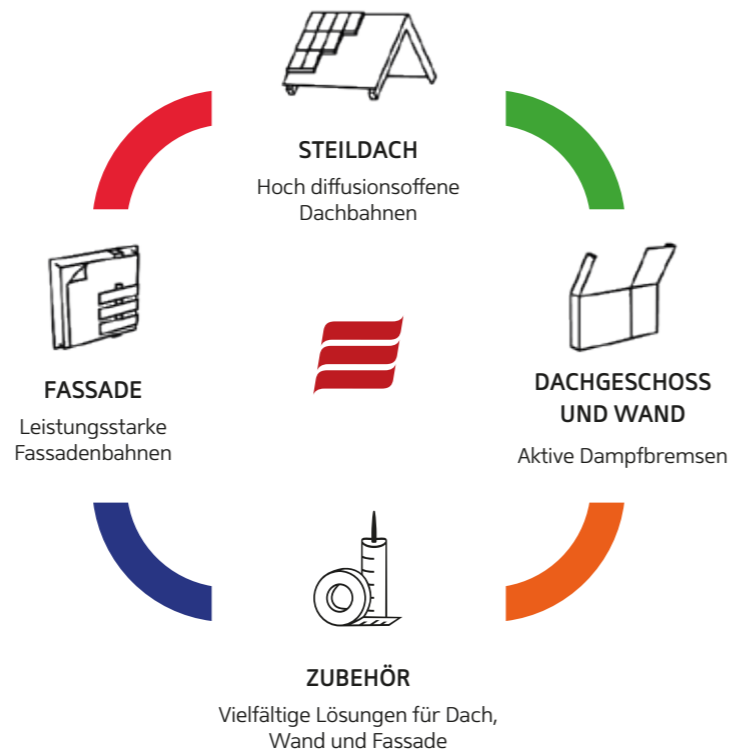 STEILDACH
Hoch diffusionsoffene
Dachbahnen
FASSADE
Leistungsstarke
Fassadenbahnen
DACHGESCHOSS
UND WAND
Aktive Dampfbremsen
ZUBEHÖR
Vielfältige Lösungen für Dach,
Wand und Fassade